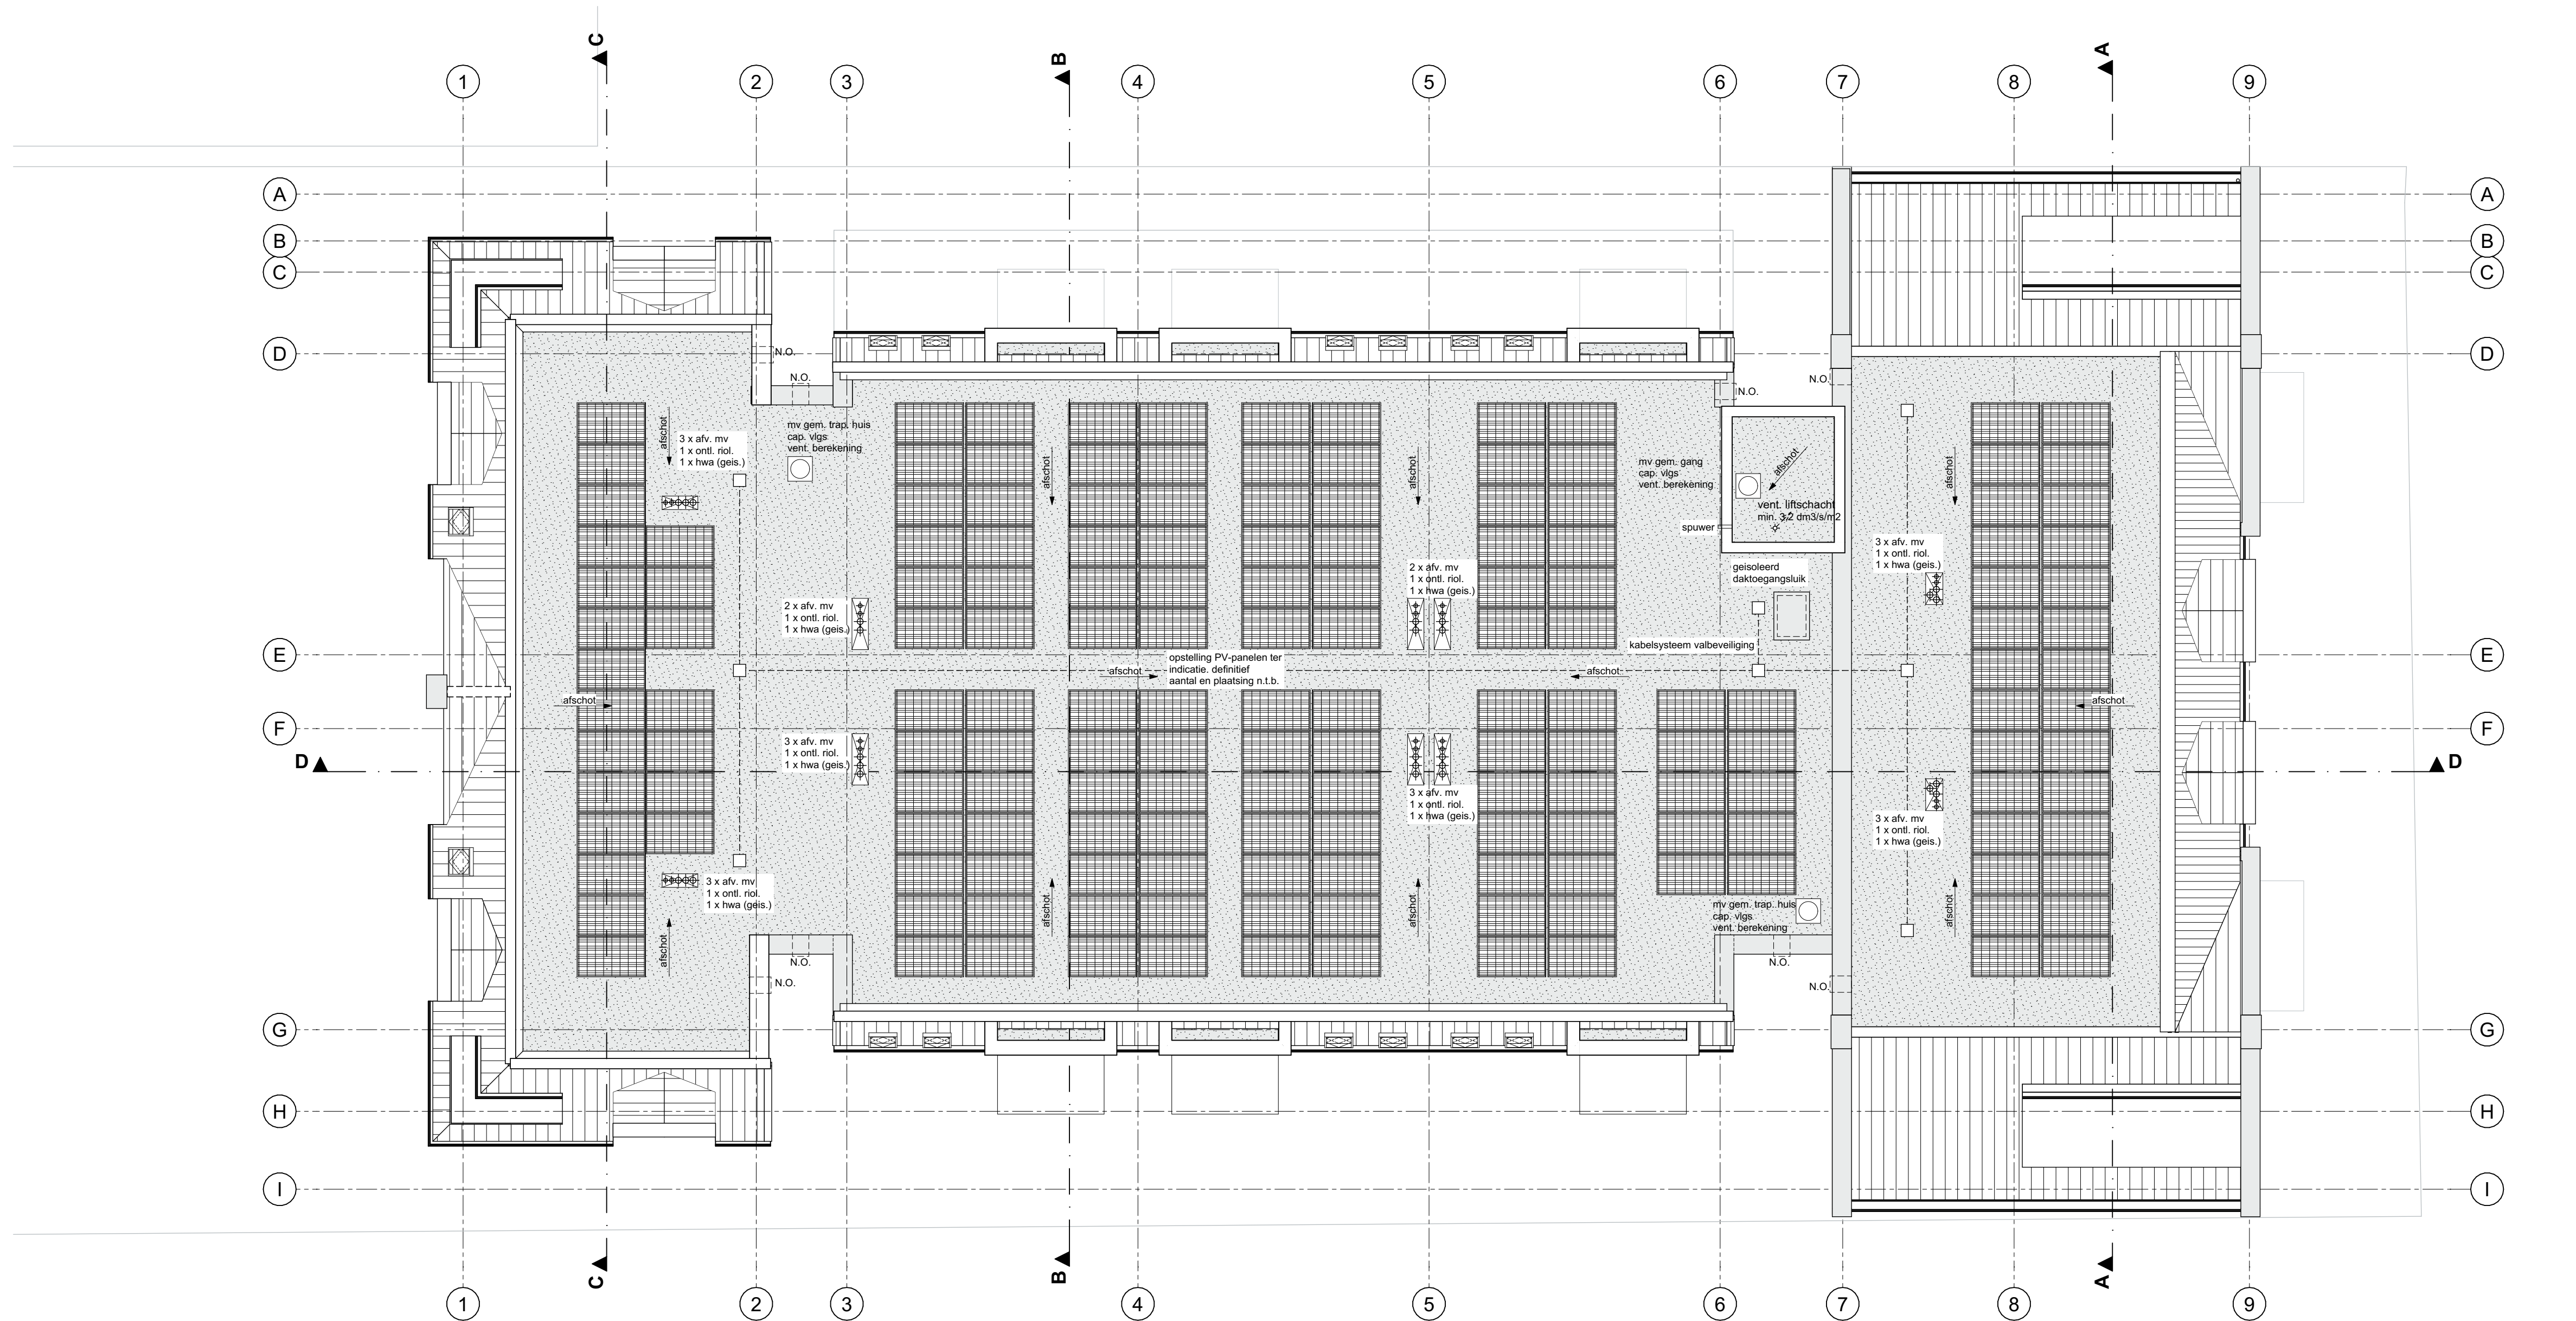 C
B
A
1
2
3
4
5
6
7
8
9
A
A
B
B
C
C
D
N.O.
D
N.O.
N.O.
N.O.
mv gem. trap. huis
cap. vlgs
vent. berekening
afschot
3 x afv. mv
1 x ontl. riol.
1 x hwa (geis.)
afschot
afschot
mv gem. gang
cap. vlgs
vent. berekening
afschot
vent. liftschacht
min. 3,2 dm3/s/m2
afschot
spuwer
3 x afv. mv
1 x ontl. riol.
1 x hwa (geis.)
2 x afv. mv
1 x ontl. riol.
1 x hwa (geis.)
geisoleerd
daktoegangsluik
2 x afv. mv
1 x ontl. riol.
1 x hwa (geis.)
kabelsysteem valbeveiliging
E
E
opstelling PV-panelen ter
indicatie. definitief
aantal en plaatsing n.t.b.
afschot
afschot
afschot
afschot
F
F
3 x afv. mv
1 x ontl. riol.
1 x hwa (geis.)
D
D
3 x afv. mv
1 x ontl. riol.
1 x hwa (geis.)
3 x afv. mv
1 x ontl. riol.
1 x hwa (geis.)
3 x afv. mv
1 x ontl. riol.
1 x hwa (geis.)
mv gem. trap. huis
cap. vlgs
vent. berekening
afschot
afschot
afschot
afschot
N.O.
N.O.
N.O.
N.O.
G
G
H
H
I
I
C
B
A
1
2
3
4
5
6
7
8
9